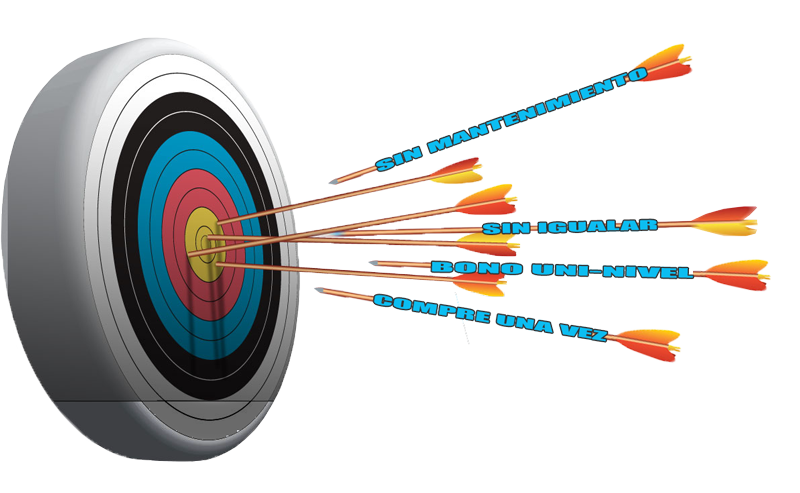 SIN MANTENIMIENTO
SIN IGUALAR
BONO UNI-NIVEL
COMPRE UNA VEZ